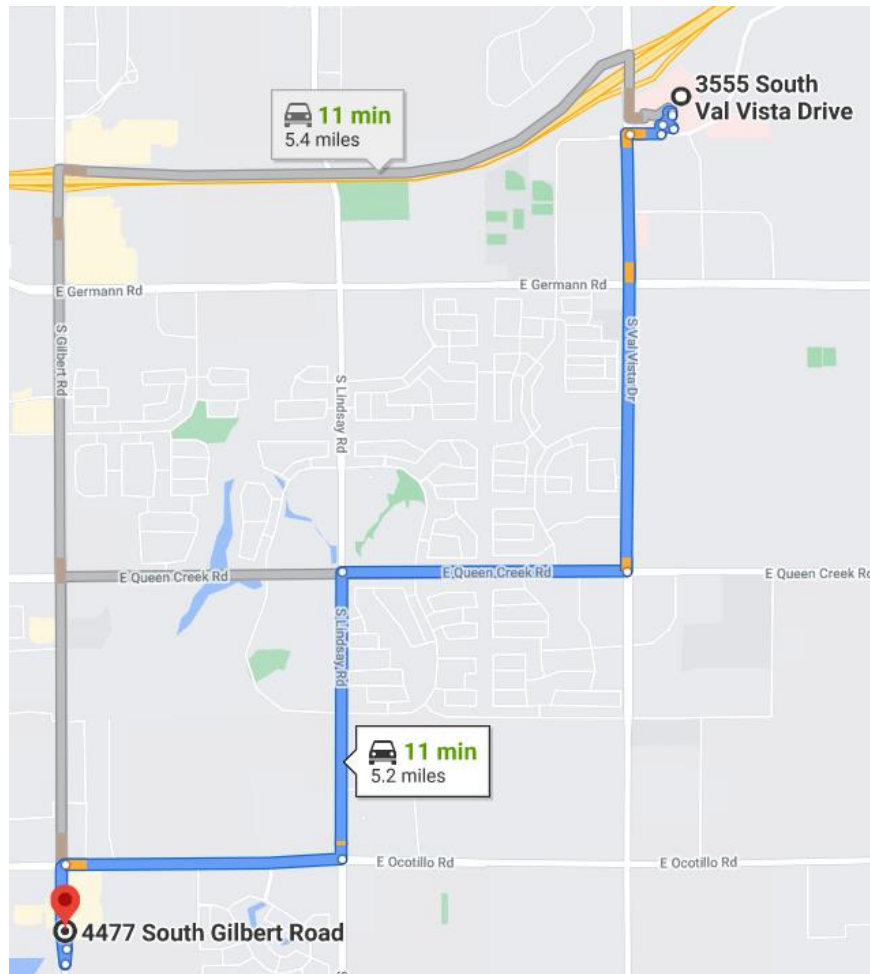 3555 South
Val Vista Drive
11 min
5.4 miles
E Germann Rd
E Germann Rd
S Gilbert Rd
S Val Vista Dr
S Lindsay Rd
E Queen Creek Rd
E Queen Creek Rd
E Queen Creek Rd
S Lindsay Rd
11 min
5.2 miles
E Ocotillo Rd
E Ocotillo Rd
4477 South Gilbert Road